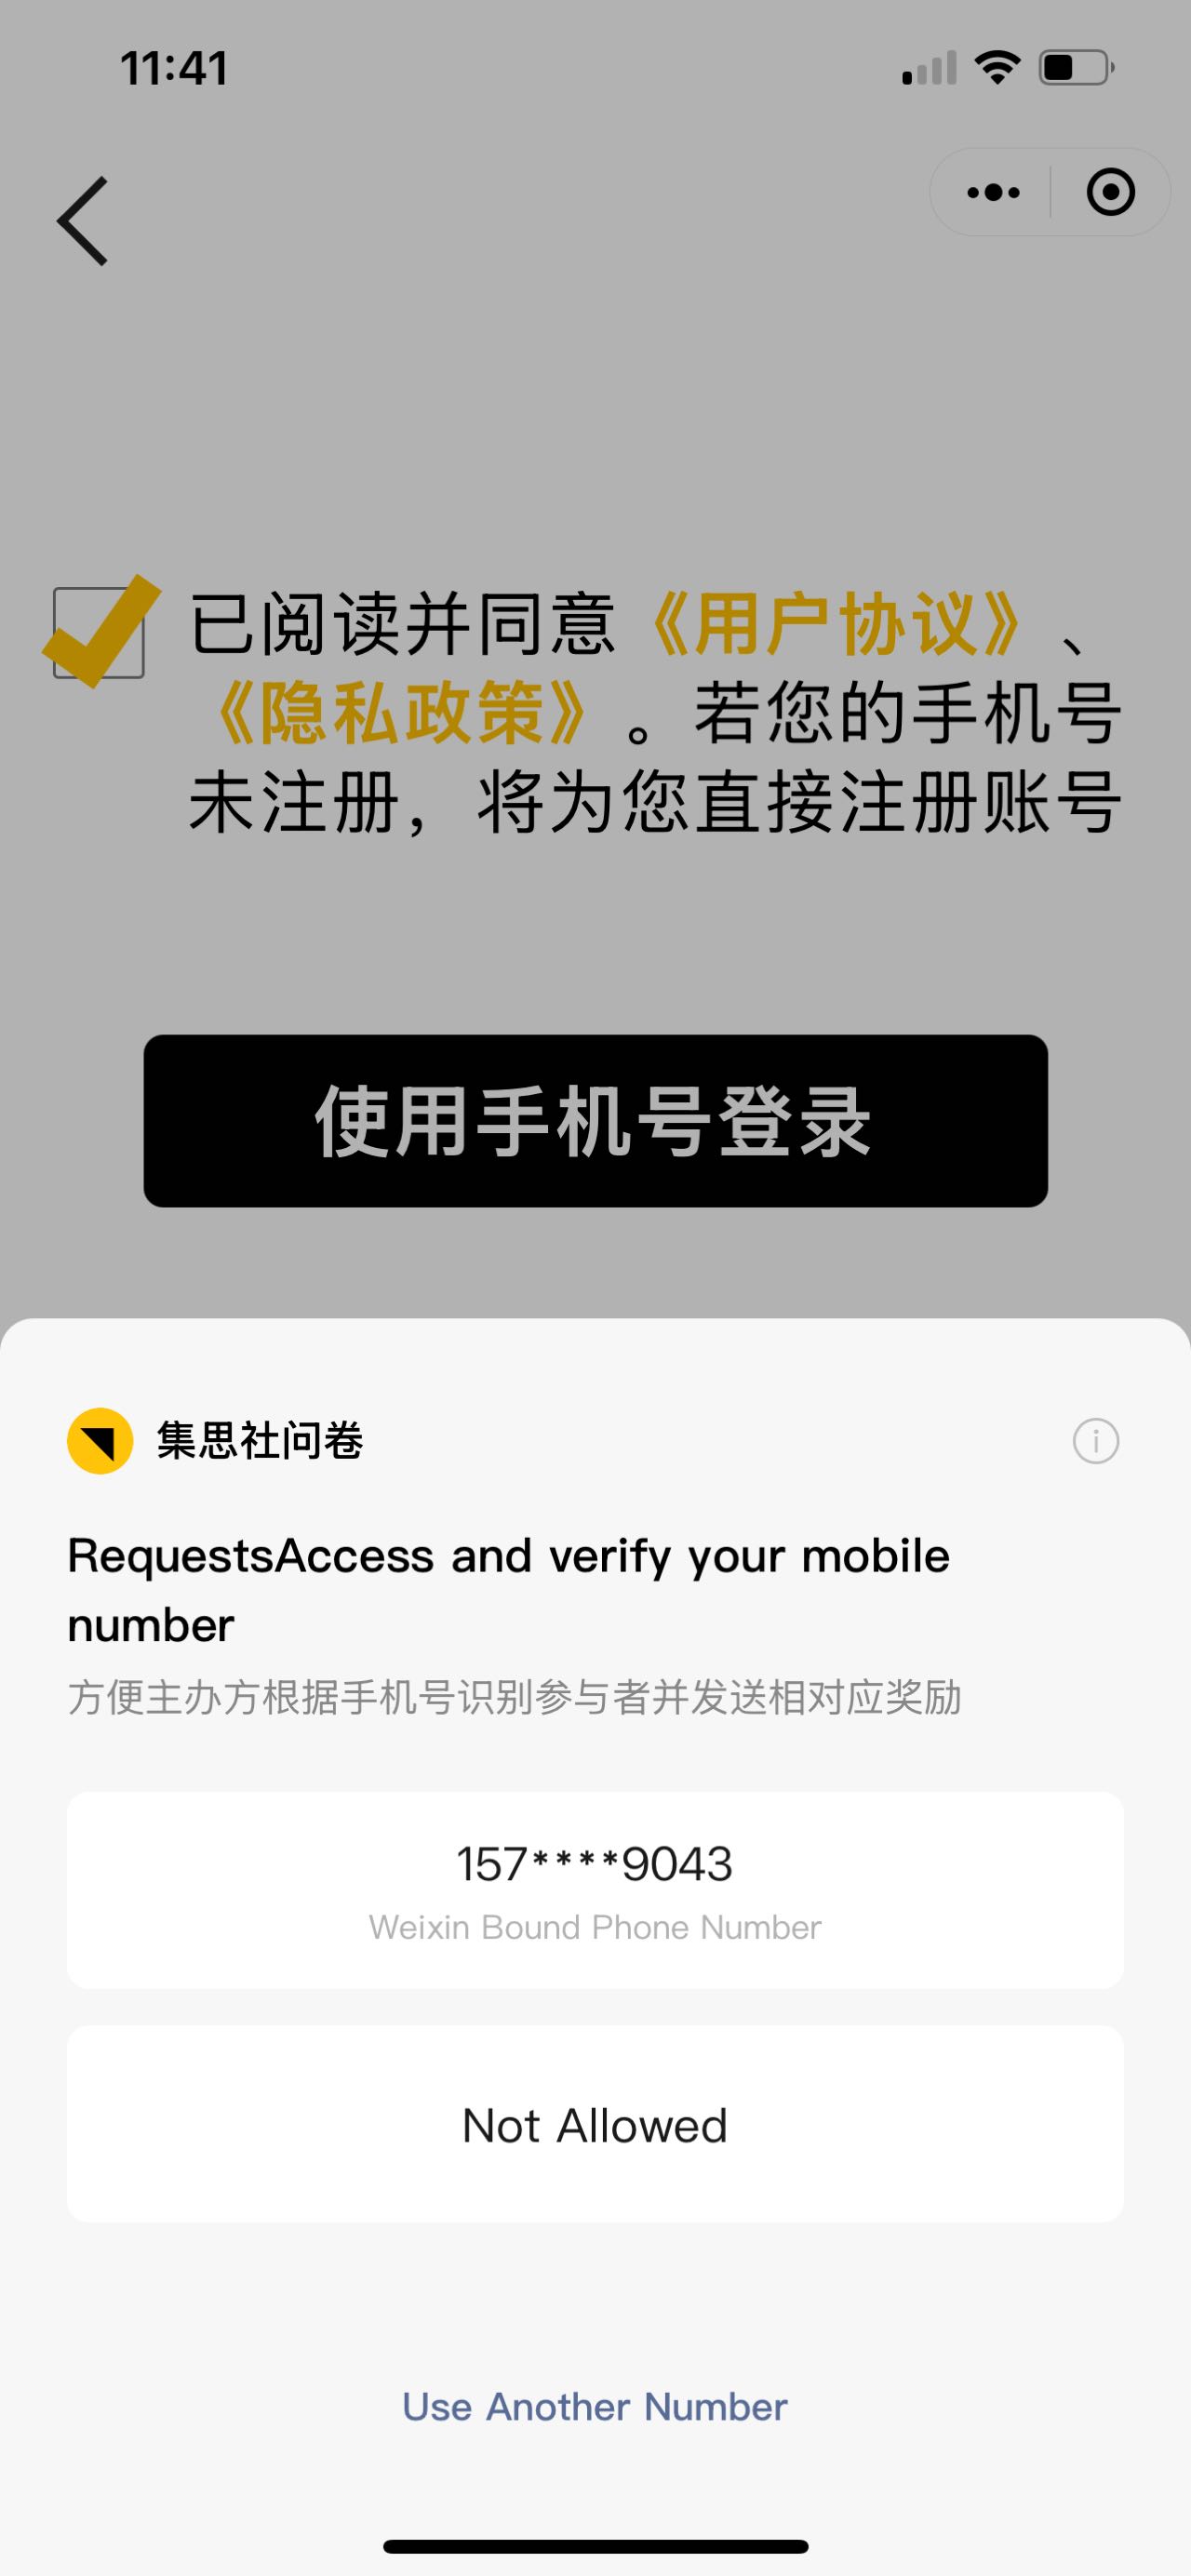 11:41
已阅读并同意《用户协议》、
《隐私政策》。若您的手机号
未注册，将为您直接注册账号
使用手机号登录
集思社问卷
RequestsAccess and verify your mobile
number
方便主办方根据手机号识别参与者并发送相对应奖励
157****9043
Weixin Bound Phone Number
Not Allowed
Use Another Number